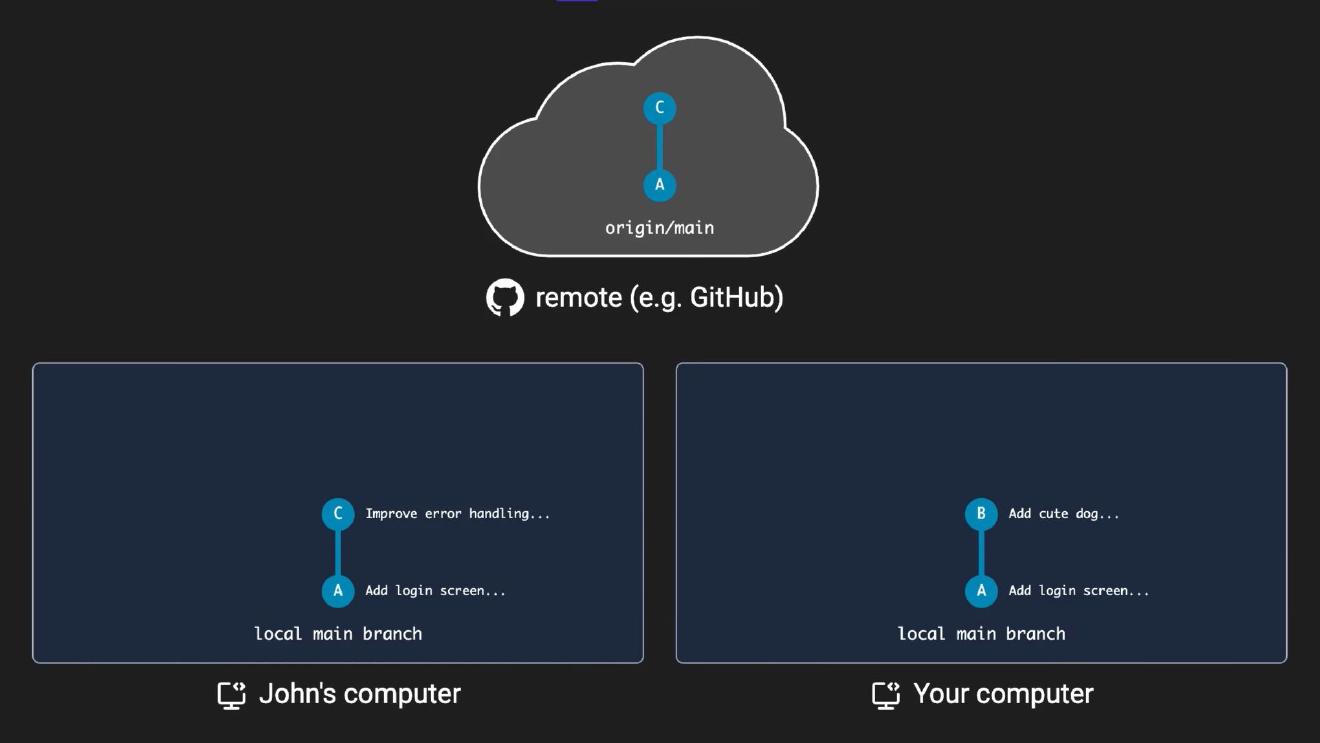 C
A
origin/main
remote (e.g. GitHub)
C Improve error handling...
A Add login screen...
local main branch
John's computer
B Add cute dog...
A Add login screen...
local main branch
Your computer